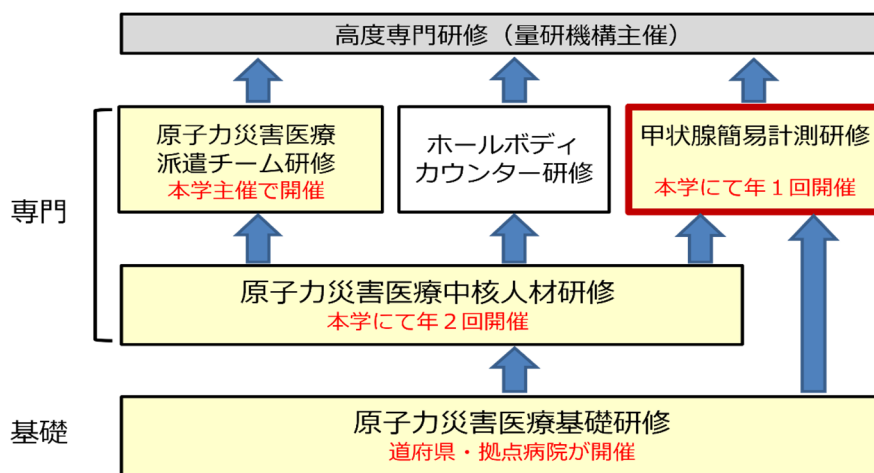 高度専門研修（量研機構主催）
専門
原子力災害医療
派遣チーム研修
本学主催で開催
ホールボディ
カウンター研修
甲状腺簡易計測研修
本学にて年１回開催
原子力災害医療中核人材研修
本学にて年２回開催
基礎
原子力災害医療基礎研修
道府県・拠点病院が開催